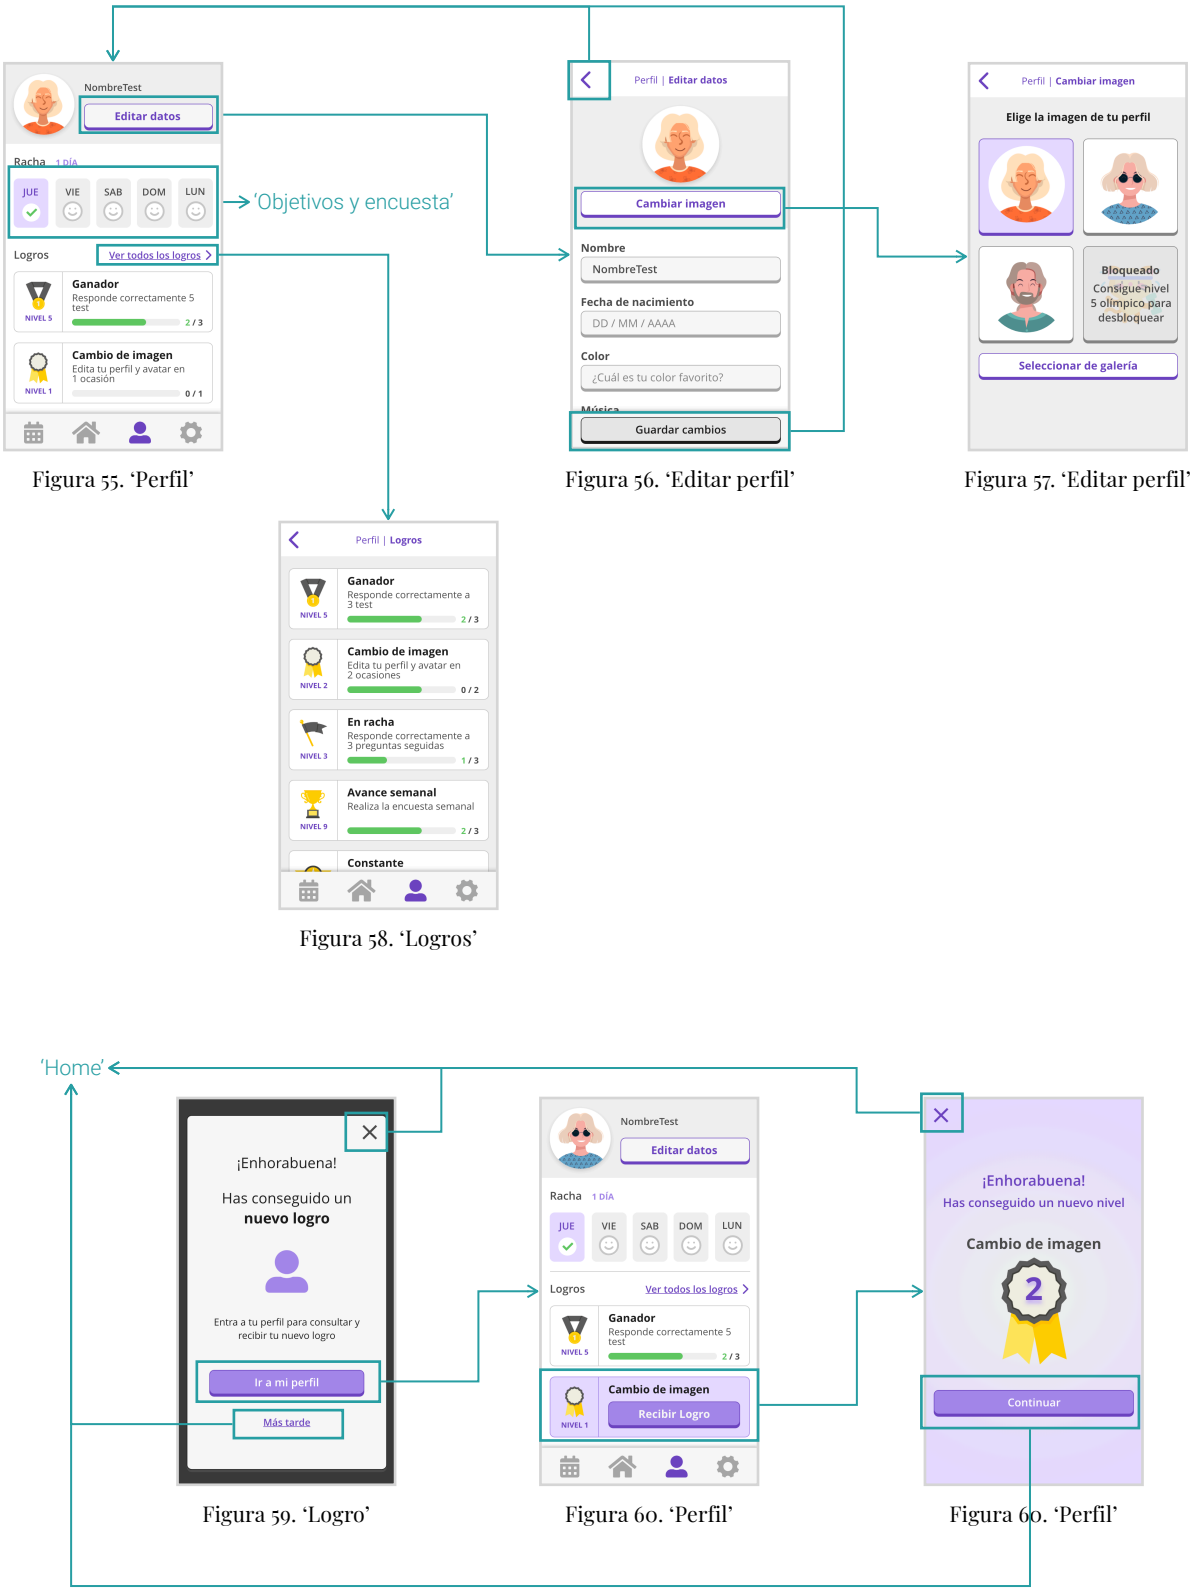 NombreTest
Editar datos
Racha 1 DÍA
JUE VIE SAB DOM LUN
Logros Ver todos los logros
Ganador
Responde correctamente 5
test
NIVEL 5
2 / 3
Cambio de imagen
Edita tu perfil y avatar en
1 ocasión
NIVEL 1
0 / 1
Figura 55. ‘Perfil’
‘Objetivos y encuesta’
Perfil | Editar datos
Cambiar imagen
Nombre
NombreTest
Fecha de nacimiento
DD / MM / AAAA
Color
¿Cuál es tu color favorito?
Música
Guardar cambios
Figura 56. ‘Editar perfil’
Perfil | Cambiar imagen
Elige la imagen de tu perfil
Bloqueado
Consigue nivel
5 olímpico para
desbloquear
Seleccionar de galería
Figura 57. ‘Editar perfil’
Perfil | Logros
Ganador
Responde correctamente a
3 test
NIVEL 5
2 / 3
Cambio de imagen
Edita tu perfil y avatar en
2 ocasiones
NIVEL 2
0 / 2
En racha
Responde correctamente a
3 preguntas seguidas
NIVEL 3
1 / 3
Avance semanal
Realiza la encuesta semanal
NIVEL 9
2 / 3
Constante
Figura 58. ‘Logros’
‘Home’
¡Enhorabuena!
Has conseguido un
nuevo logro
Entra a tu perfil para consultar y
recibir tu nuevo logro
Ir a mi perfil
Más tarde
Figura 59. ‘Logro’
NombreTest
Editar datos
Racha 1 DÍA
JUE VIE SAB DOM LUN
Logros Ver todos los logros
Ganador
Responde correctamente 5
test
NIVEL 5
2 / 3
Cambio de imagen
Recibir Logro
NIVEL 1
Figura 60. ‘Perfil’
¡Enhorabuena!
Has conseguido un nuevo nivel
Cambio de imagen
2
Continuar
Figura 60. ‘Perfil’